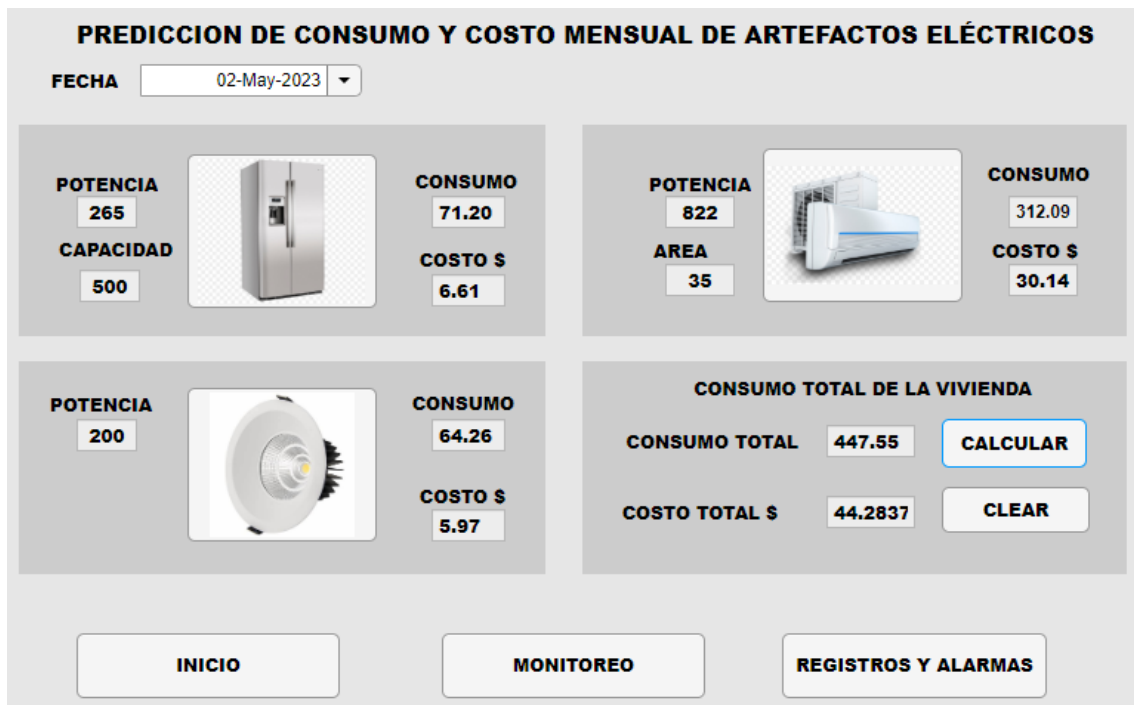 PREDICCION DE CONSUMO Y COSTO MENSUAL DE ARTEFACTOS ELÉCTRICOS
FECHA 02-May-2023
POTENCIA
265
CAPACIDAD
500
CONSUMO
71.20
COSTO $
6.61
POTENCIA
822
AREA
35
CONSUMO
312.09
COSTO $
30.14
POTENCIA
200
CONSUMO
64.26
COSTO $
5.97
CONSUMO TOTAL DE LA VIVIENDA
CONSUMO TOTAL 447.55 CALCULAR
COSTO TOTAL $ 44.2837 CLEAR
INICIO MONITOREO REGISTROS Y ALARMAS